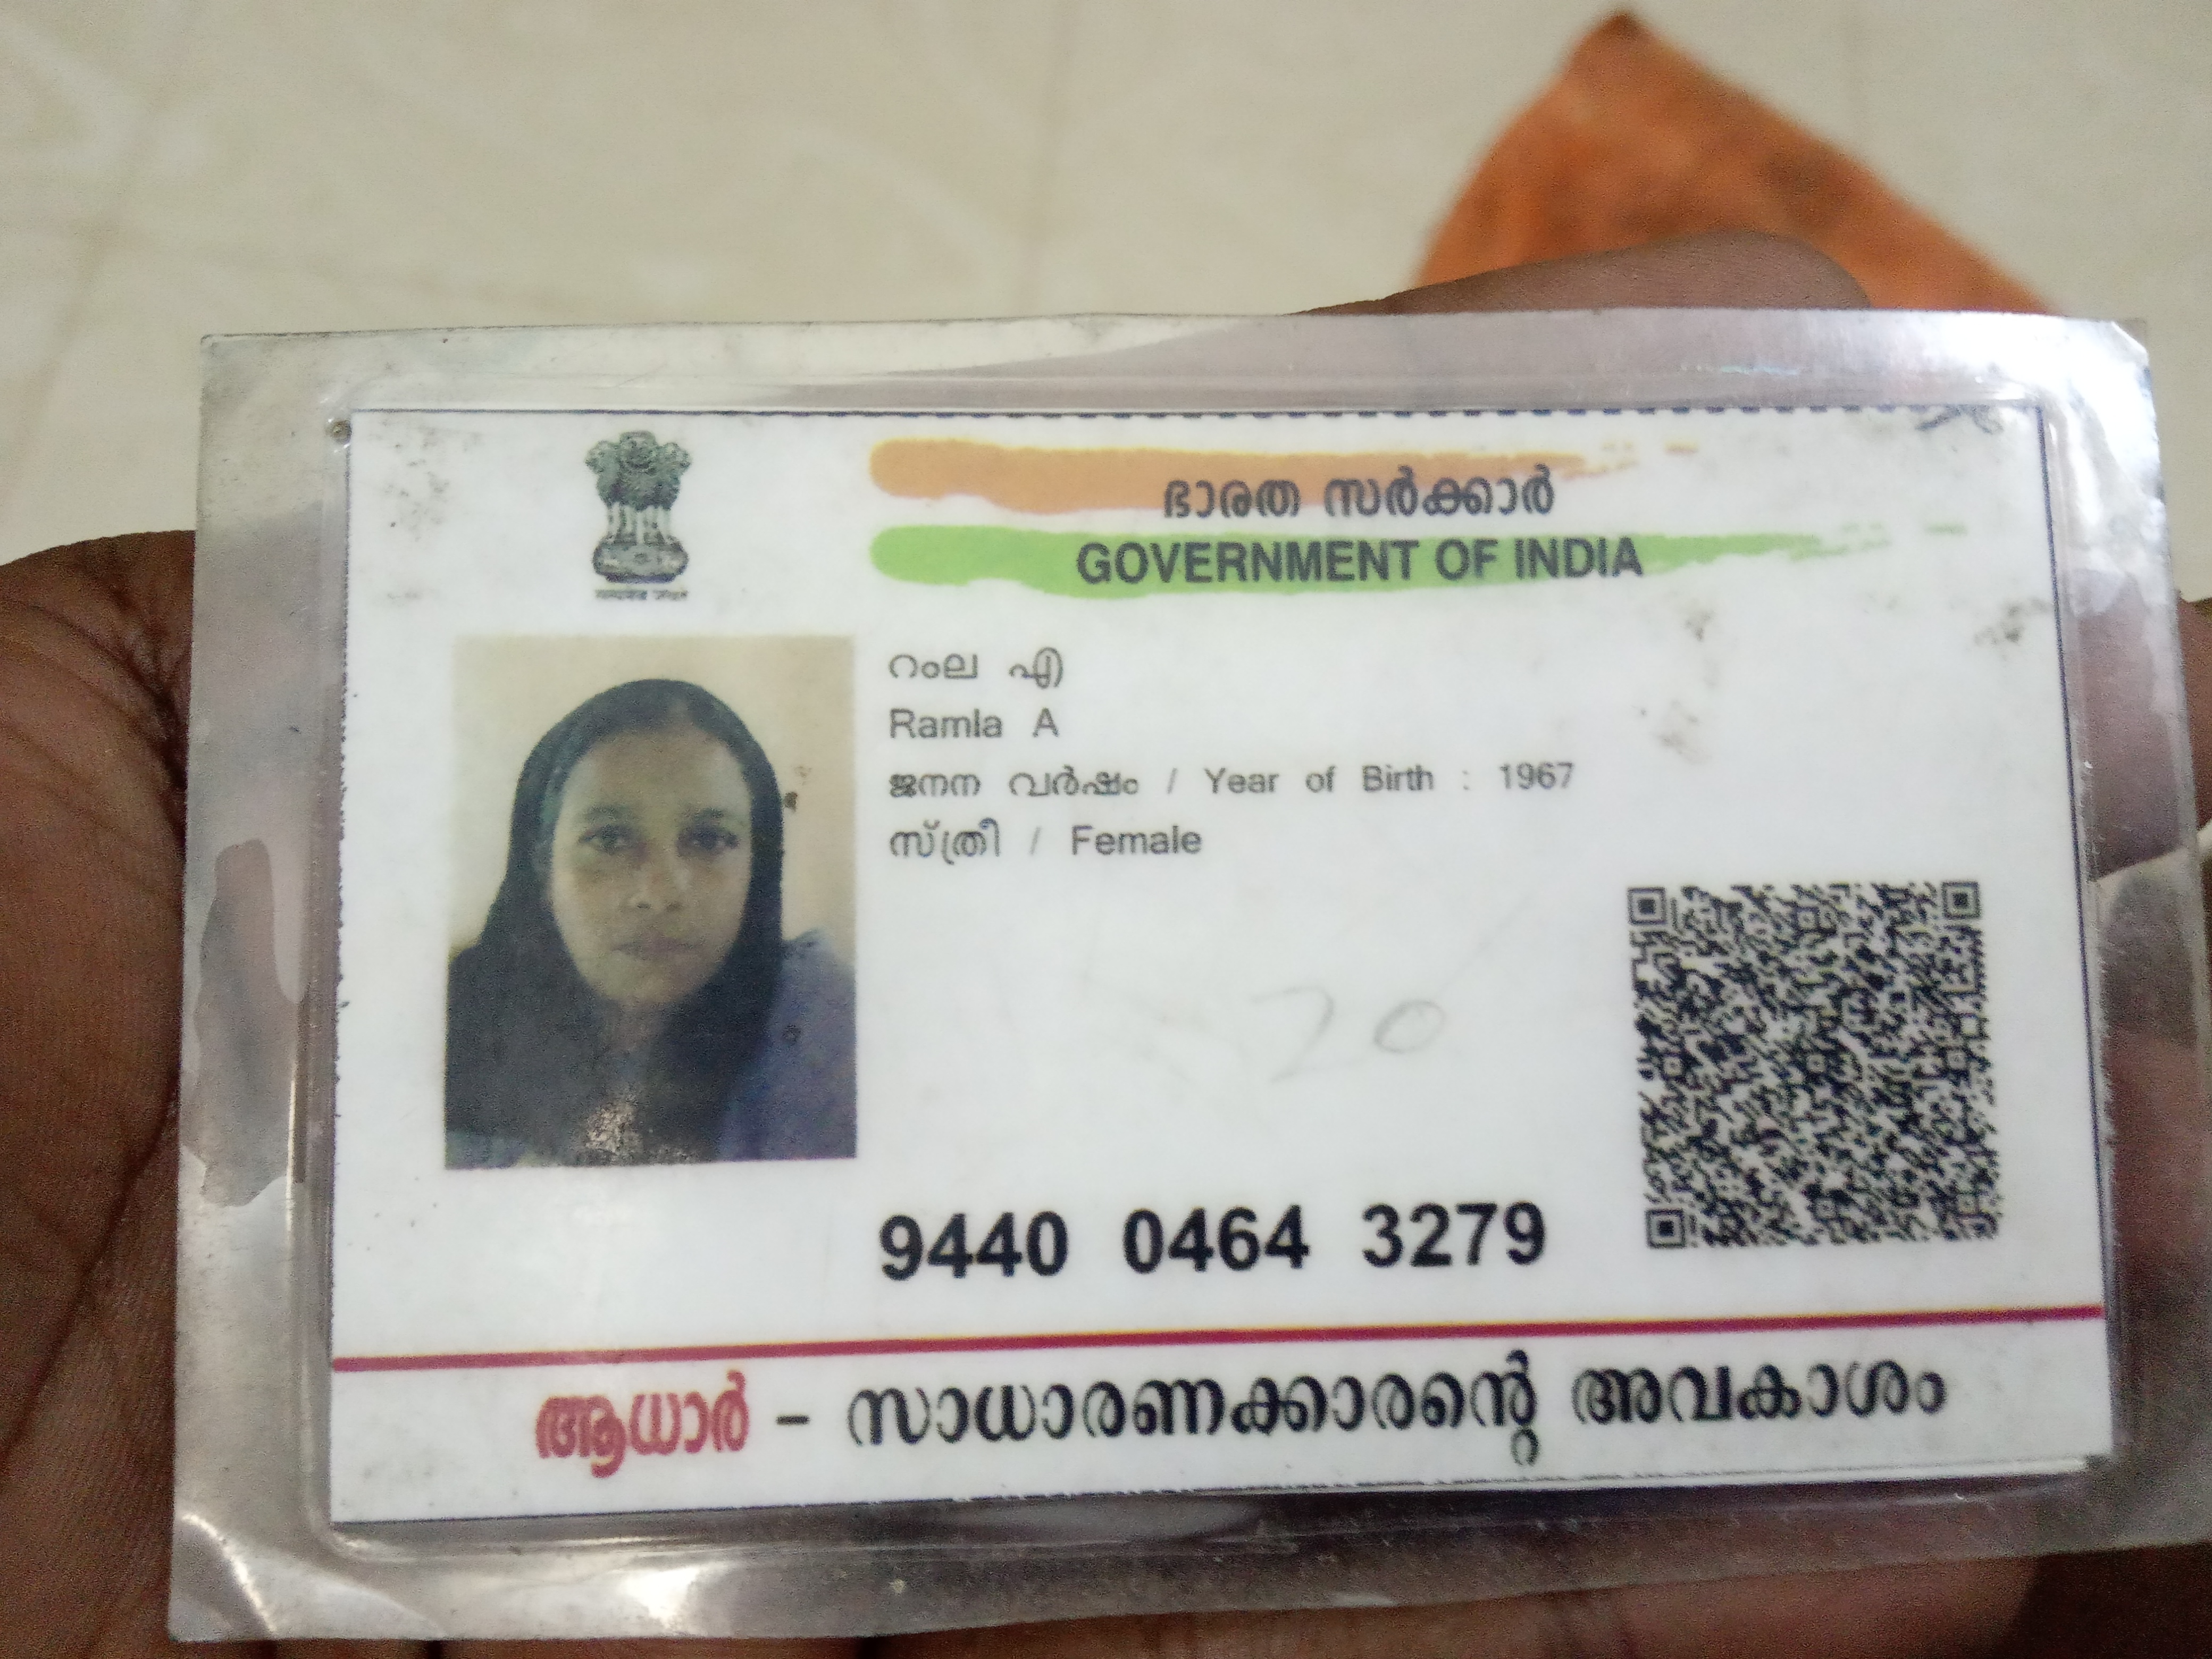 ഭാരത സർക്കാർ
GOVERNMENT OF INDIA
റംല എ
Ramla A
ജനന വർഷം / Year of Birth : 1967
സ്ത്രീ / Female
20
9440 0464 3279
ആധാർ – സാധാരണക്കാരന്റെ അവകാശം